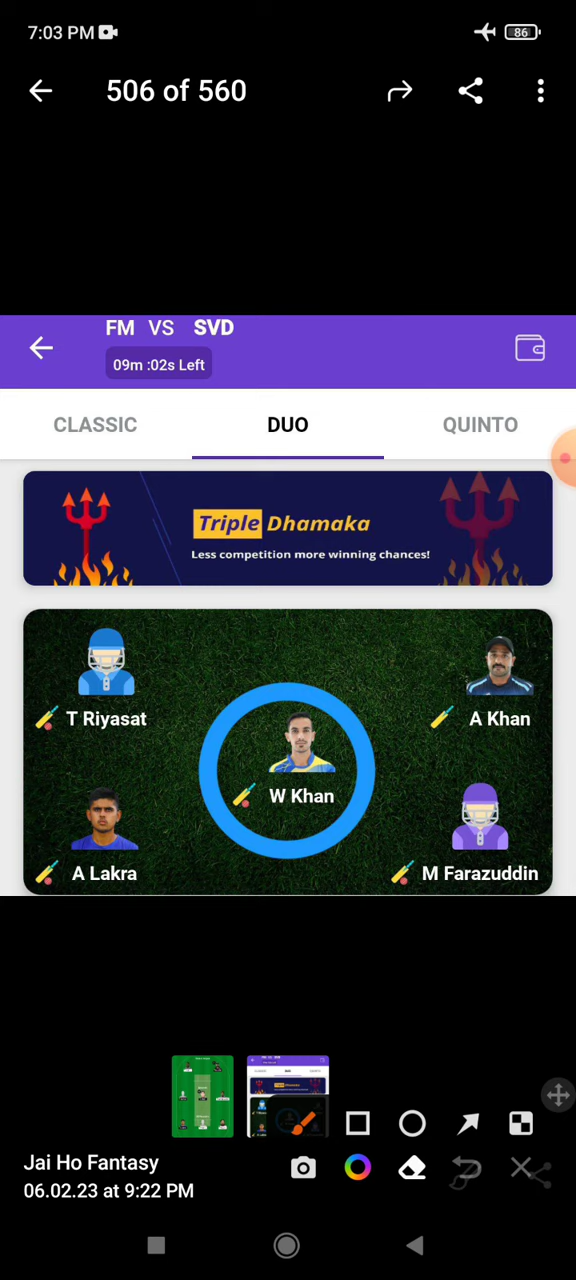 7:03 PM
86
506 of 560
FM VS SVD
09m :02s Left
CLASSIC DUO QUINTO
Triple Dhamaka
Less competition more winning chances!
T Riyasat
A Khan
W Khan
A Lakra
M Farazuddin
Jai Ho Fantasy
06.02.23 at 9:22 PM